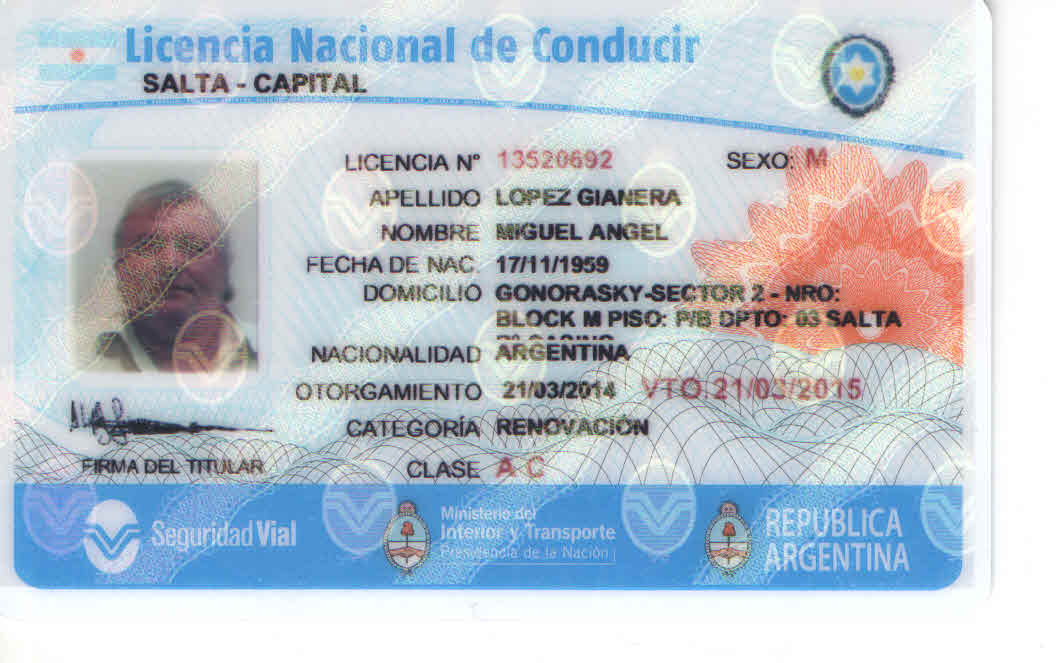 Licencia Nacional de Conducir
SALTA - CAPITAL
LICENCIA Nº 13520692 SEXO: M
APELLIDO LOPEZ GIANERA
NOMBRE MIGUEL ANGEL
FECHA DE NAC. 17/11/1959
DOMICILIO GONORASKY-SECTOR 2 - NRO:
BLOCK M PISO: P/B DPTO: 03 SALTA
NACIONALIDAD ARGENTINA
OTORGAMIENTO 21/03/2014 VTO: 21/03/2015
CATEGORÍA RENOVACIÓN
FIRMA DEL TITULAR
CLASE A C
Seguridad Vial
Ministerio del
Interior y Transporte
Presidencia de la Nación
REPUBLICA
ARGENTINA